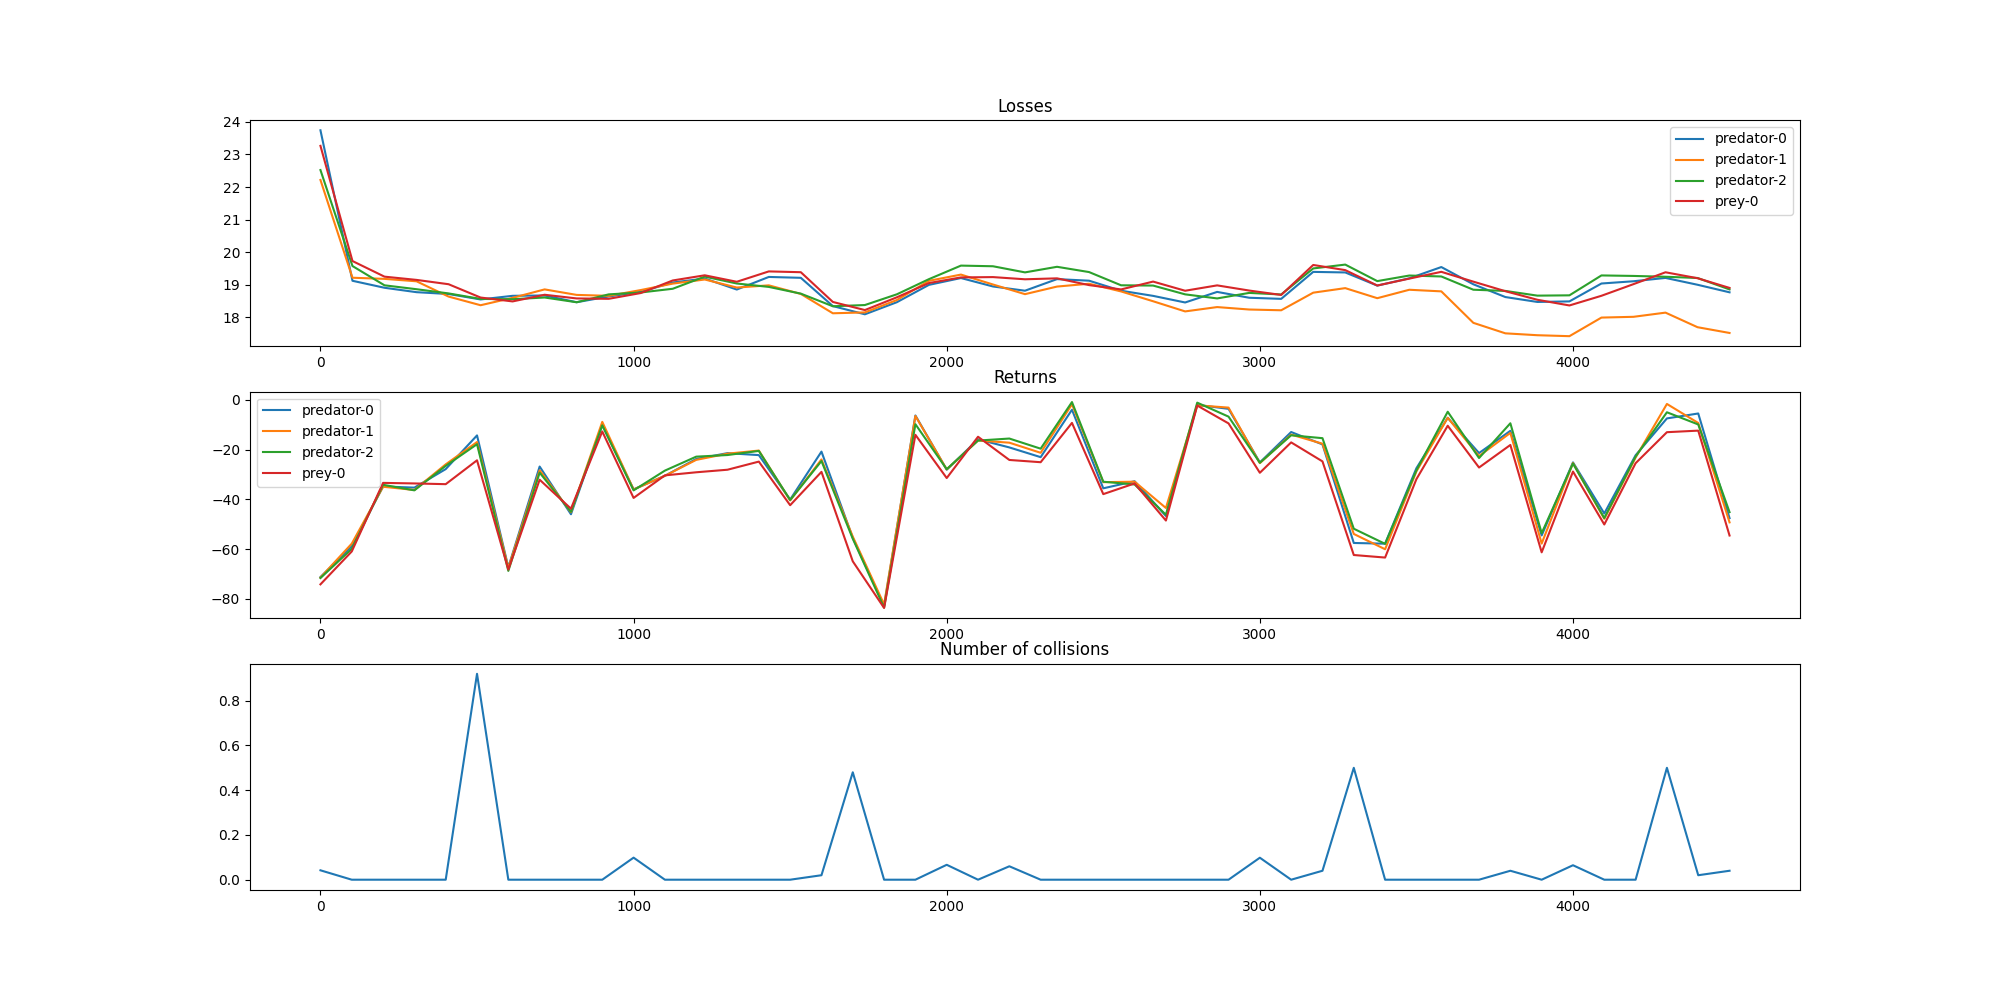 Losses
24
23
22
21
20
19
18
predator-0
predator-1
predator-2
prey-0
0 1000 2000 3000 4000
Returns
0
−20
−40
−60
−80
predator-0
predator-1
predator-2
prey-0
0 1000 2000 3000 4000
Number of collisions
0.8
0.6
0.4
0.2
0.0
0 1000 2000 3000 4000